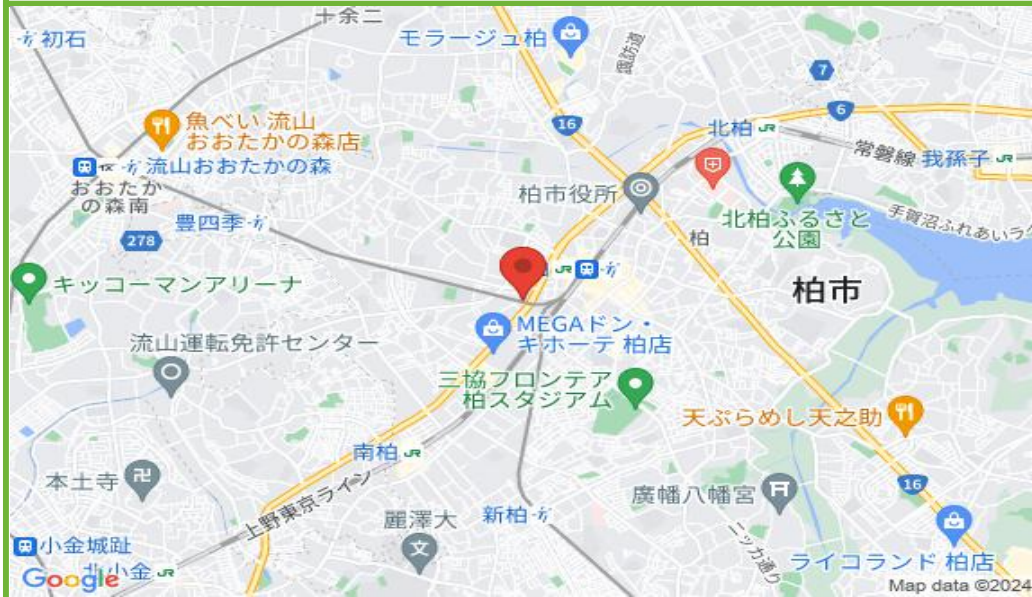 十余二
初石
モラージュ柏
諏訪道
7
6
16
魚べい 流山
おおたかの森店
北柏 JR
常磐線
我孫子 JR
流山おおたかの森
おおたか
の森南
柏市役所
豊四季
278
北柏ふるさと
公園
手賀沼ふれあいラ
柏
JR
柏市
キッコーマンアリーナ
MEGAドン・
キホーテ 柏店
流山運転免許センター
三協フロンテア
柏スタジアム
天ぷらめし天之助
南柏 JR
本土寺
上野東京ライン
廣幡八幡宮
16
麗澤大
新柏
ニッカ通り
小金城趾
ライコランド 柏店
北小金 JR
Google
Map data ©2024